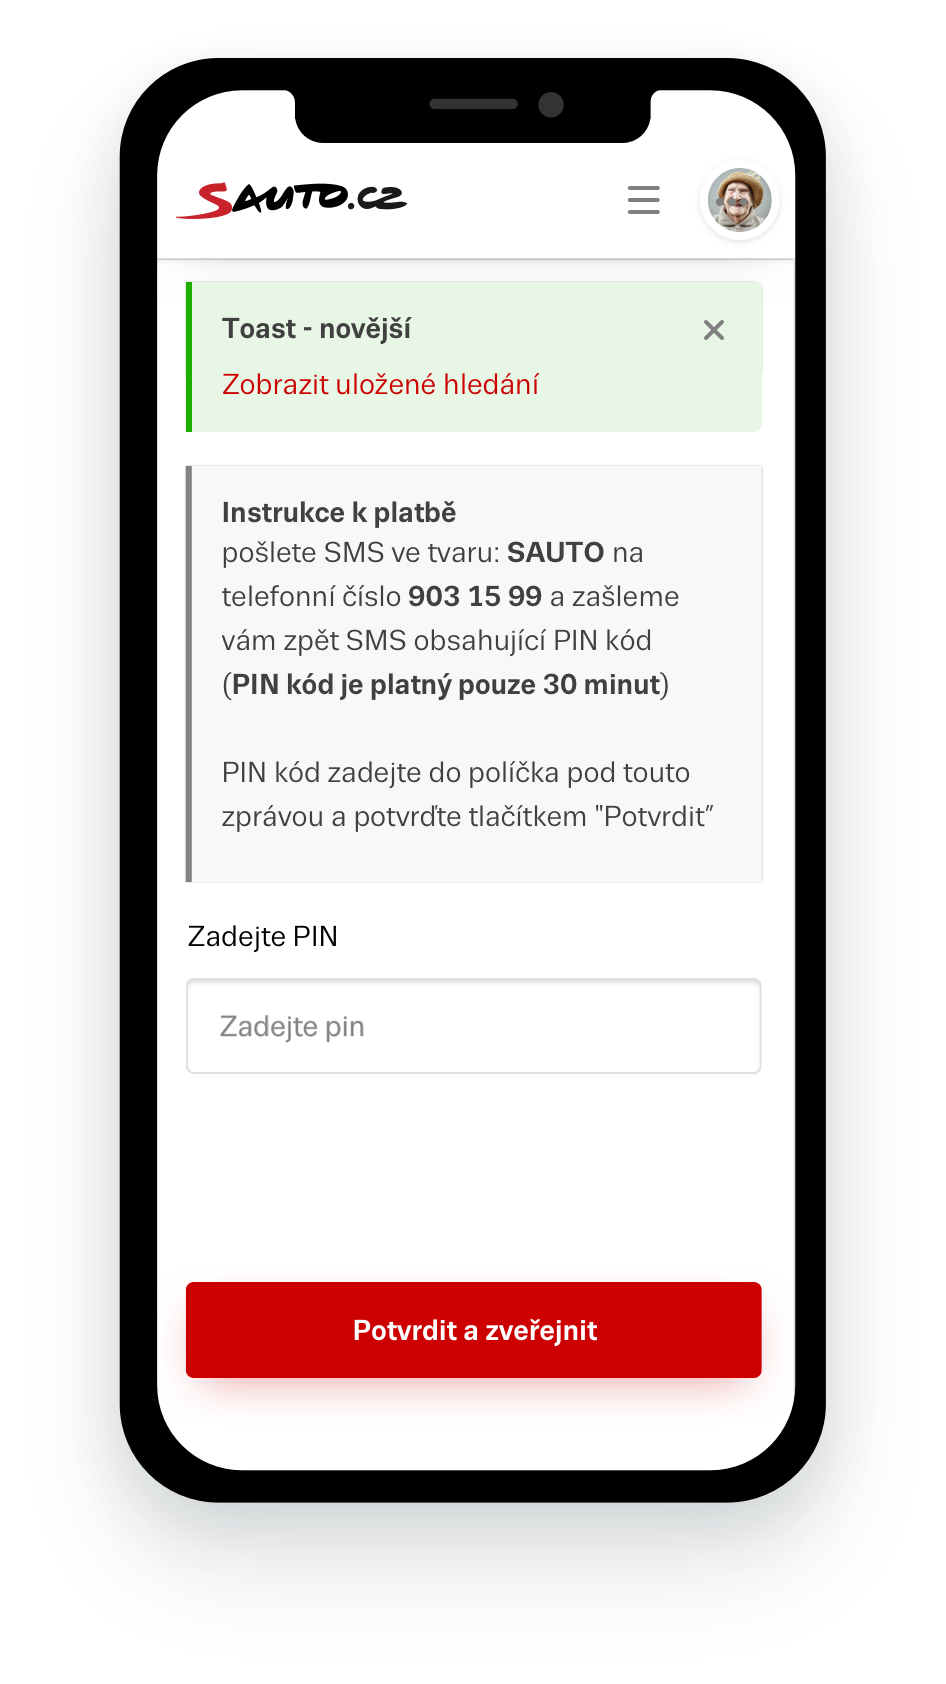 SAUTO.CZ
Toast - novější
Zobrazit uložené hledání
Instrukce k platbě
pošlete SMS ve tvaru: SAUTO na
telefonní číslo 903 15 99 a zašleme
vám zpět SMS obsahující PIN kód
(PIN kód je platný pouze 30 minut)
PIN kód zadejte do políčka pod touto
zprávou a potvrďte tlačítkem "Potvrdit”
Zadejte PIN
Zadejte pin
Potvrdit a zveřejnit